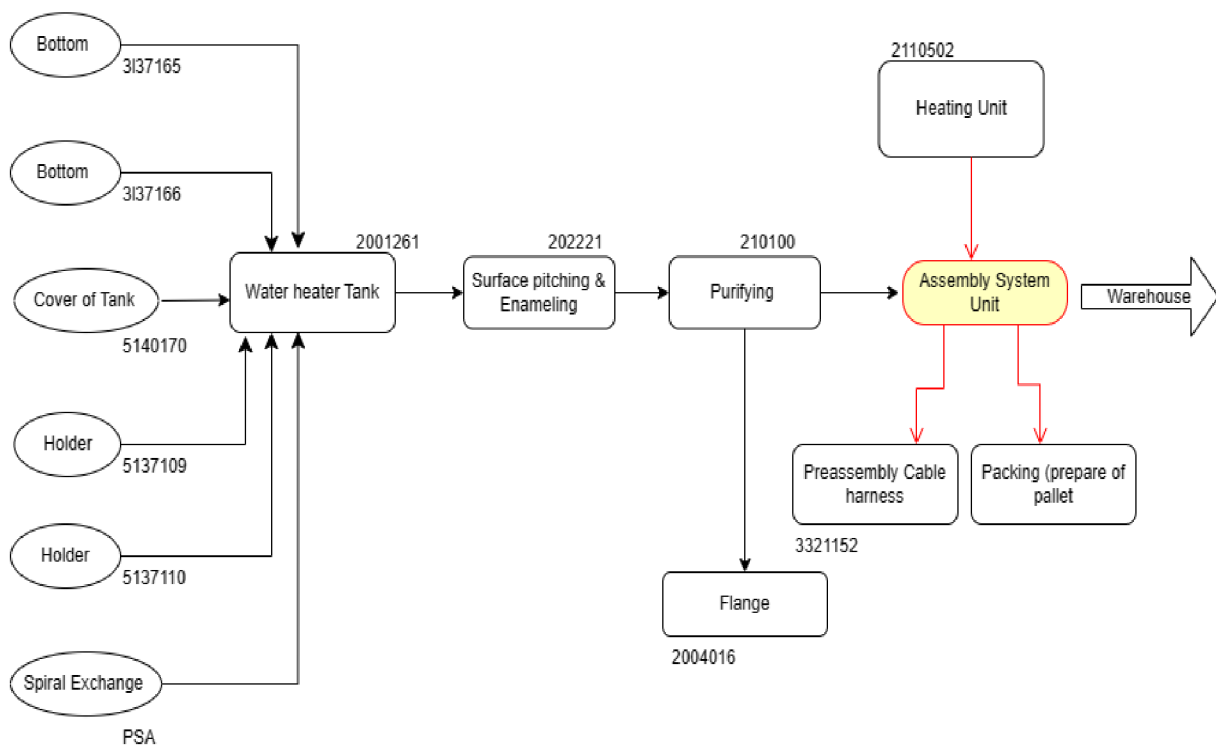 Bottom
3l37165
Bottom
3l37166
Cover of Tank
5140170
Holder
5137109
Holder
5137110
Spiral Exchange
PSA
2001261
Water heater Tank
202221
Surface pitching &
Enameling
210100
Purifying
Flange
2004016
2110502
Heating Unit
Assembly System
Unit
Warehouse
Preassembly Cable
harness
3321152
Packing (prepare of
pallet